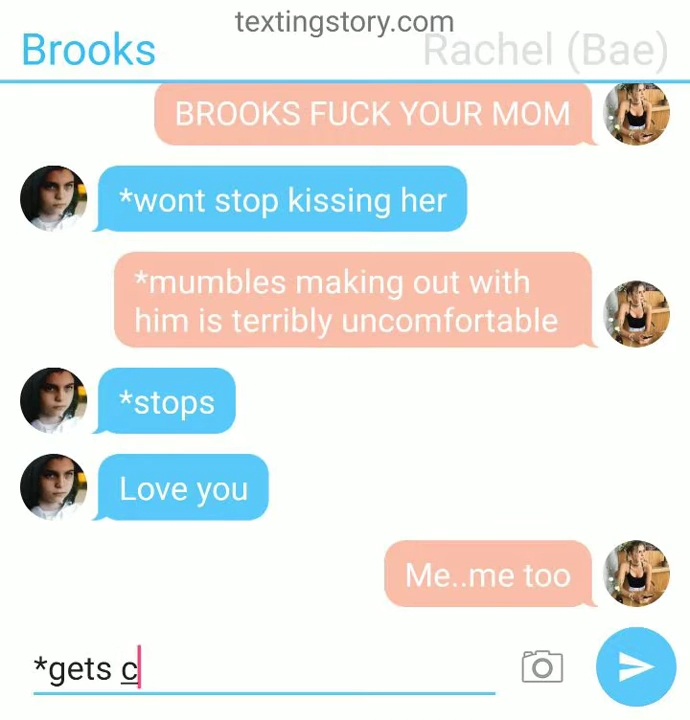 textingstory.com
Brooks
Rachel (Bae)
BROOKS FUCK YOUR MOM
*wont stop kissing her
*mumbles making out with
him is terribly uncomfortable
*stops
Love you
Me..me too
*gets c